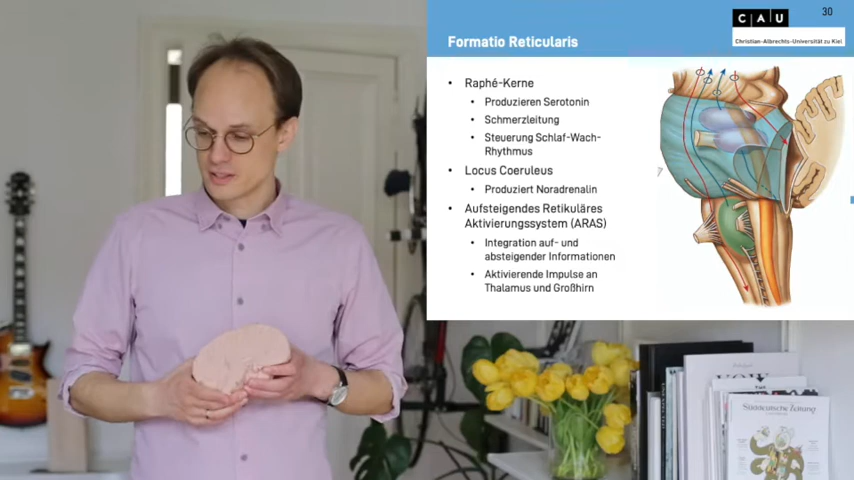 30
C A U
Christian-Albrechts-Universität zu Kiel
Formatio Reticularis
• Raphé-Kerne
• Produzieren Serotonin
• Schmerzleitung
• Steuerung Schlaf-Wach-
Rhythmus
• Locus Coeruleus
• Produziert Noradrenalin
• Aufsteigendes Retikuläres
Aktivierungssystem (ARAS)
• Integration auf- und
absteigender Informationen
• Aktivierende Impulse an
Thalamus und Großhirn
Süddeutsche Zeitung